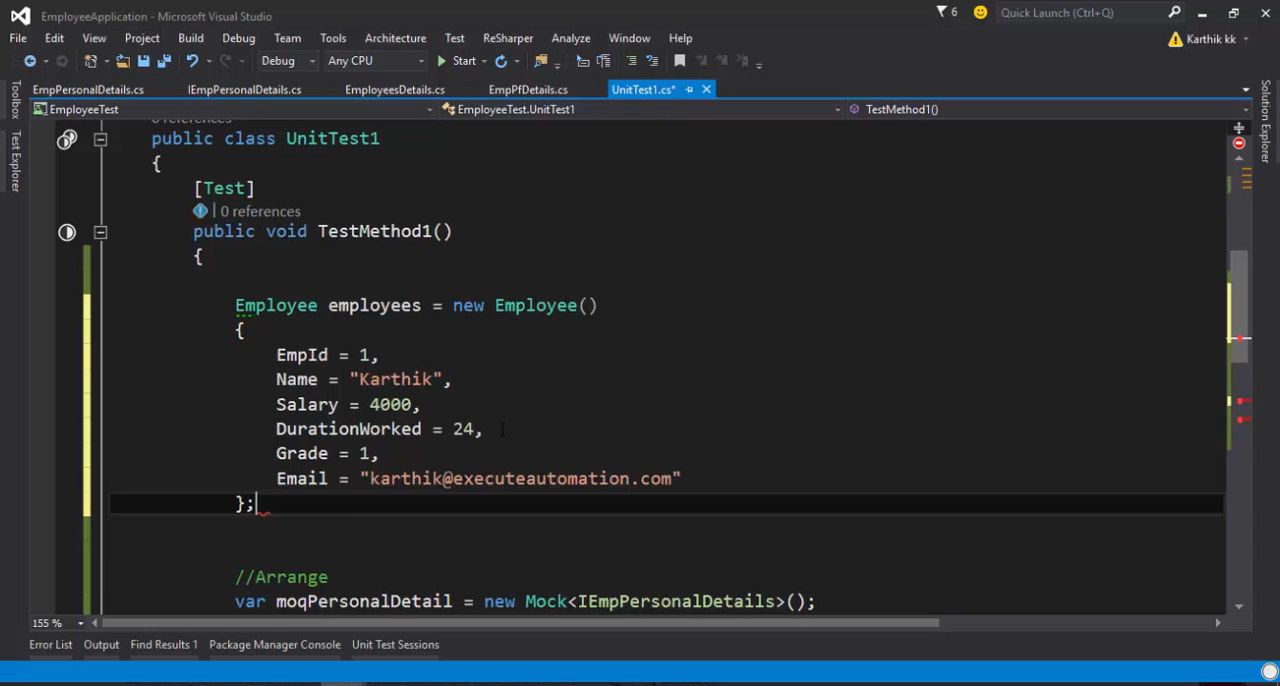 EmployeeApplication - Microsoft Visual Studio
6
Quick Launch (Ctrl+Q)
File Edit View Project Build Debug Team Tools Architecture Test ReSharper Analyze Window Help
Karthik kk
Debug Any CPU Start
EmpPersonalDetails.cs IEmpPersonalDetails.cs EmployeesDetails.cs EmpPfDetails.cs UnitTest1.cs*
EmployeeTest EmployeeTest.UnitTest1 TestMethod1()
Toolbox
Test Explorer
Solution Explorer
0 references
public class UnitTest1
{
[Test]
| 0 references
public void TestMethod1()
{
Employee employees = new Employee()
{
EmpId = 1,
Name = "Karthik",
Salary = 4000,
DurationWorked = 24,
Grade = 1,
Email = "karthik@executeautomation.com"
};
//Arrange
var moqPersonalDetail = new Mock<IEmpPersonalDetails>();
155 %
Error List Output Find Results 1 Package Manager Console Unit Test Sessions